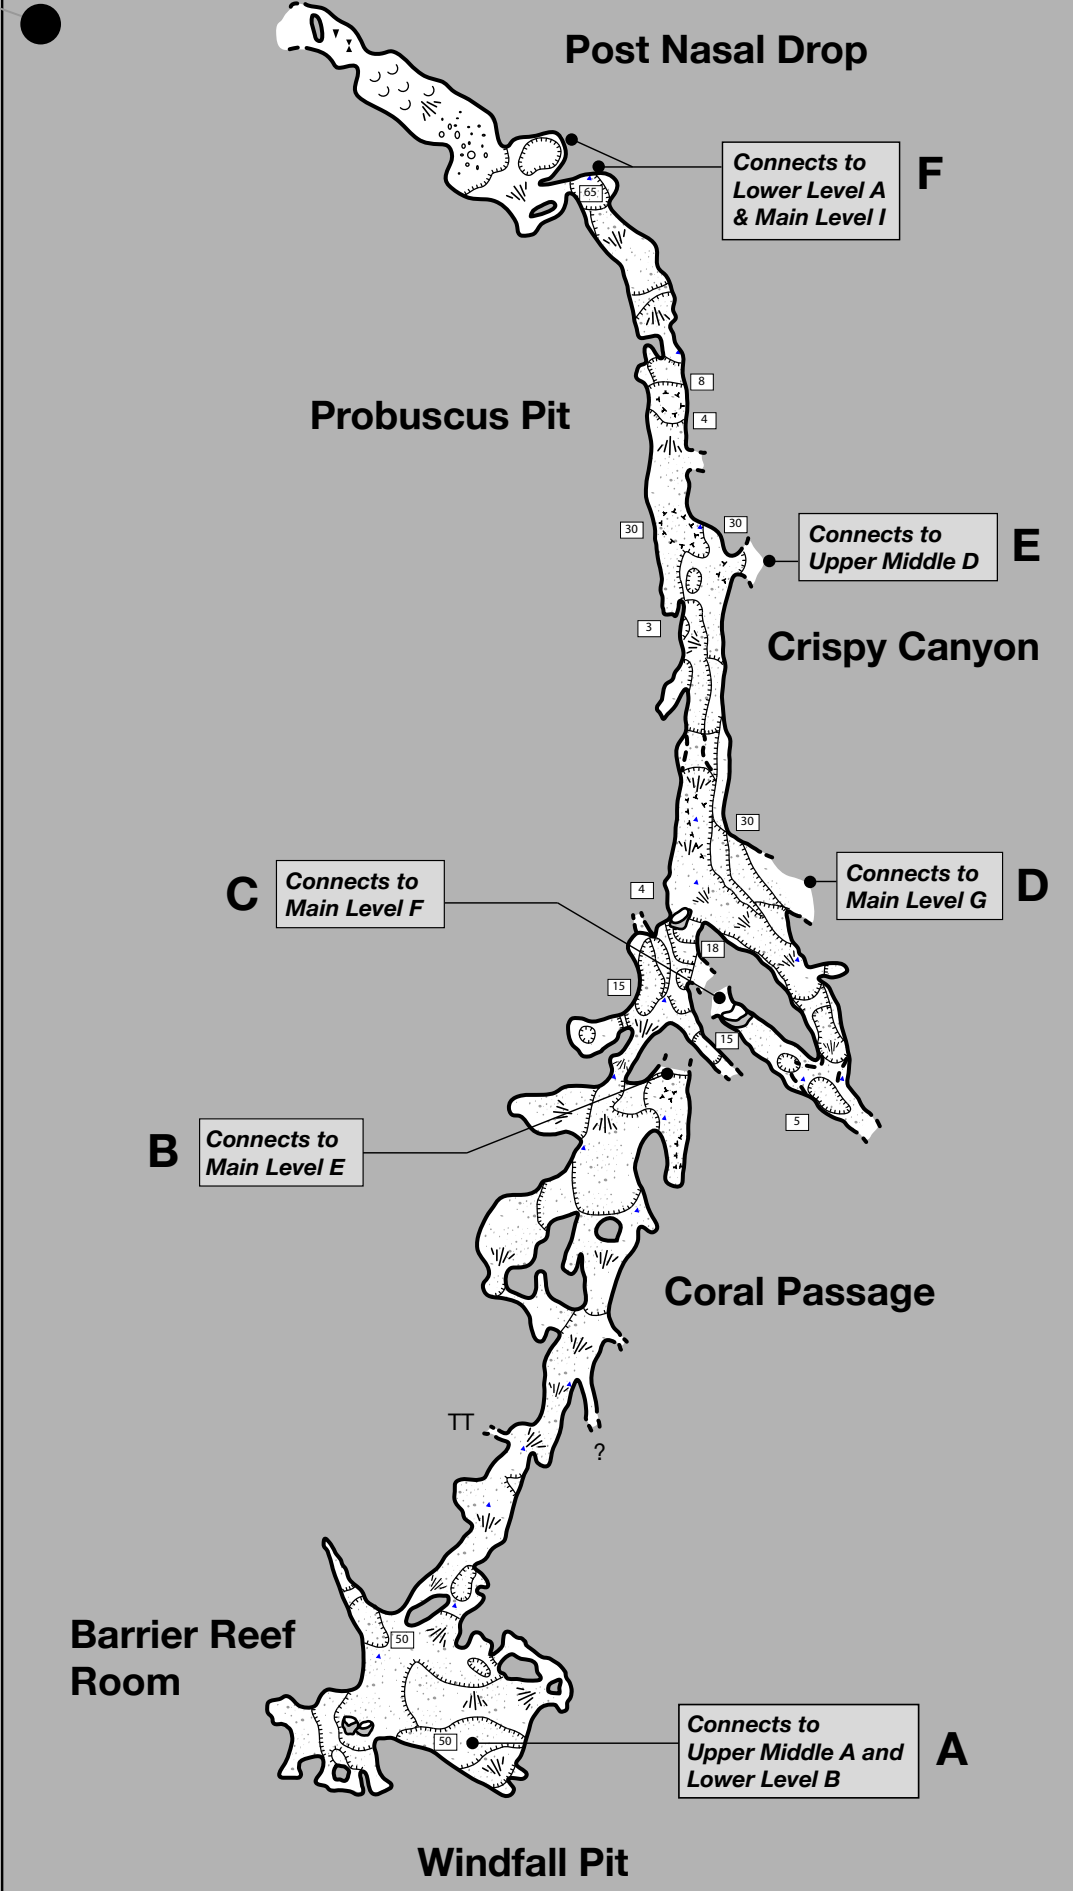 Post Nasal Drop
Connects to
Lower Level A
& Main Level I
F
65
8
Probuscus Pit
4
30
30
Connects to
Upper Middle D
E
3
Crispy Canyon
30
C
Connects to
Main Level F
4
Connects to
Main Level G
D
18
15
15
5
B
Connects to
Main Level E
Coral Passage
TT
?
Barrier Reef
Room
50
50
Connects to
Upper Middle A and
Lower Level B
A
Windfall Pit